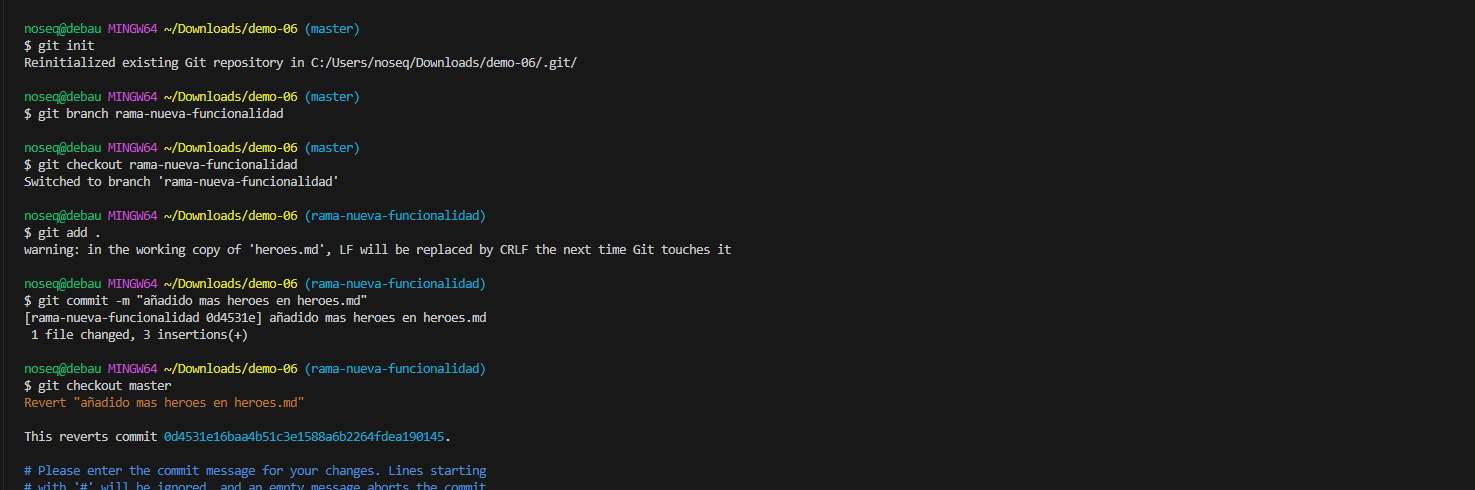 noseq@debau MINGW64 ~/Downloads/demo-06 (master)
$ git init
Reinitialized existing Git repository in C:/Users/noseq/Downloads/demo-06/.git/
noseq@debau MINGW64 ~/Downloads/demo-06 (master)
$ git branch rama-nueva-funcionalidad
noseq@debau MINGW64 ~/Downloads/demo-06 (master)
$ git checkout rama-nueva-funcionalidad
Switched to branch 'rama-nueva-funcionalidad'
noseq@debau MINGW64 ~/Downloads/demo-06 (rama-nueva-funcionalidad)
$ git add .
warning: in the working copy of 'heroes.md', LF will be replaced by CRLF the next time Git touches it
noseq@debau MINGW64 ~/Downloads/demo-06 (rama-nueva-funcionalidad)
$ git commit -m "añadido mas heroes en heroes.md"
[rama-nueva-funcionalidad 0d4531e] añadido mas heroes en heroes.md
1 file changed, 3 insertions(+)
noseq@debau MINGW64 ~/Downloads/demo-06 (rama-nueva-funcionalidad)
$ git checkout master
Revert "añadido mas heroes en heroes.md"
This reverts commit 0d4531e16baa4b51c3e1588a6b2264fdea190145.
# Please enter the commit message for your changes. Lines starting
# with '#' will be ignored, and an empty message aborts the commit